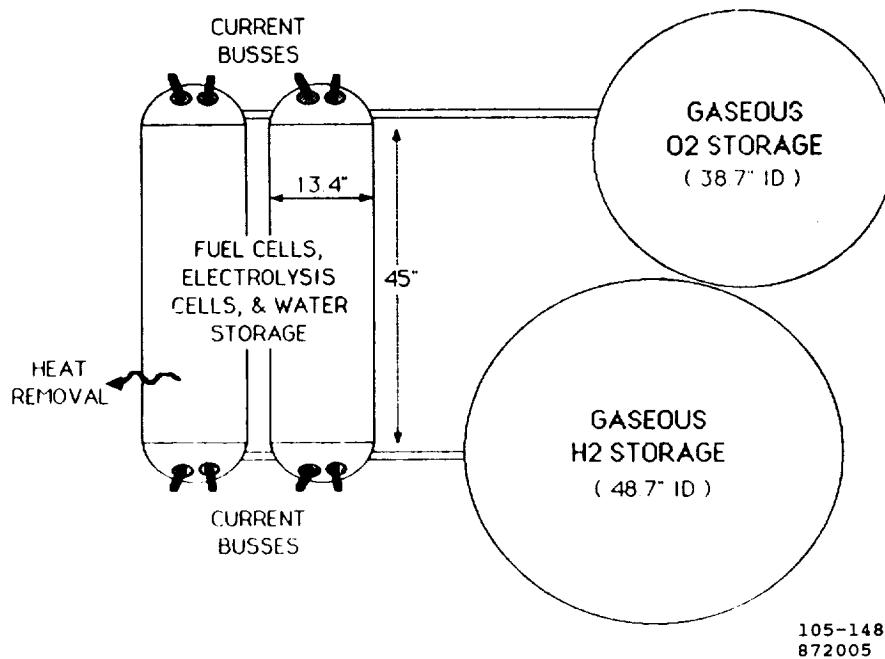 CURRENT
BUSSES
GASEOUS
O2 STORAGE
( 38.7" ID )
13.4"
FUEL CELLS,
ELECTROLYSIS
CELLS, & WATER
STORAGE
45"
HEAT
REMOVAL
GASEOUS
H2 STORAGE
( 48.7" ID )
CURRENT
BUSSES
105-148
872005